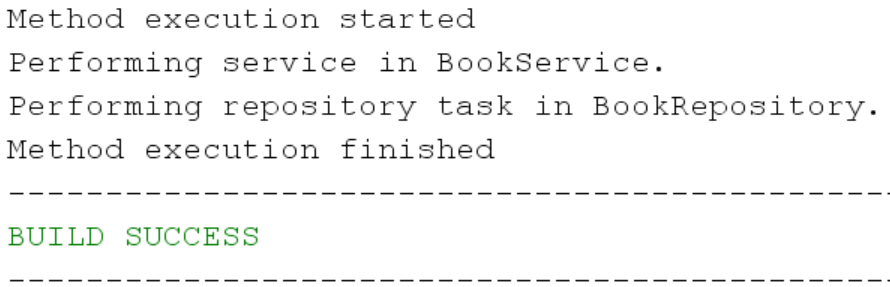 Method execution started
Performing service in BookService.
Performing repository task in BookRepository.
Method execution finished
------------------------------------------------
BUILD SUCCESS
------------------------------------------------